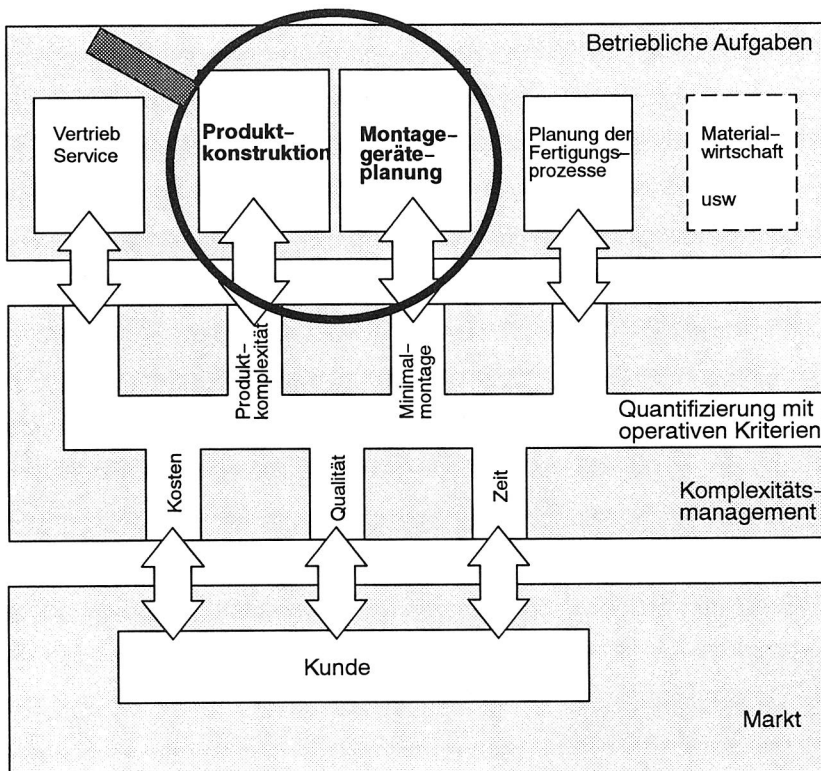 Betriebliche Aufgaben
Vertrieb
Service
Produkt-
konstruktion
Montage-
geräte-
planung
Planung der
Fertigungs-
prozesse
Material-
wirtschaft
usw
Produkt-
komplexität
Minimal-
montage
Quantifizierung mit
operativen Kriterien
Kosten
Qualität
Zeit
Komplexitäts-
management
Kunde
Markt